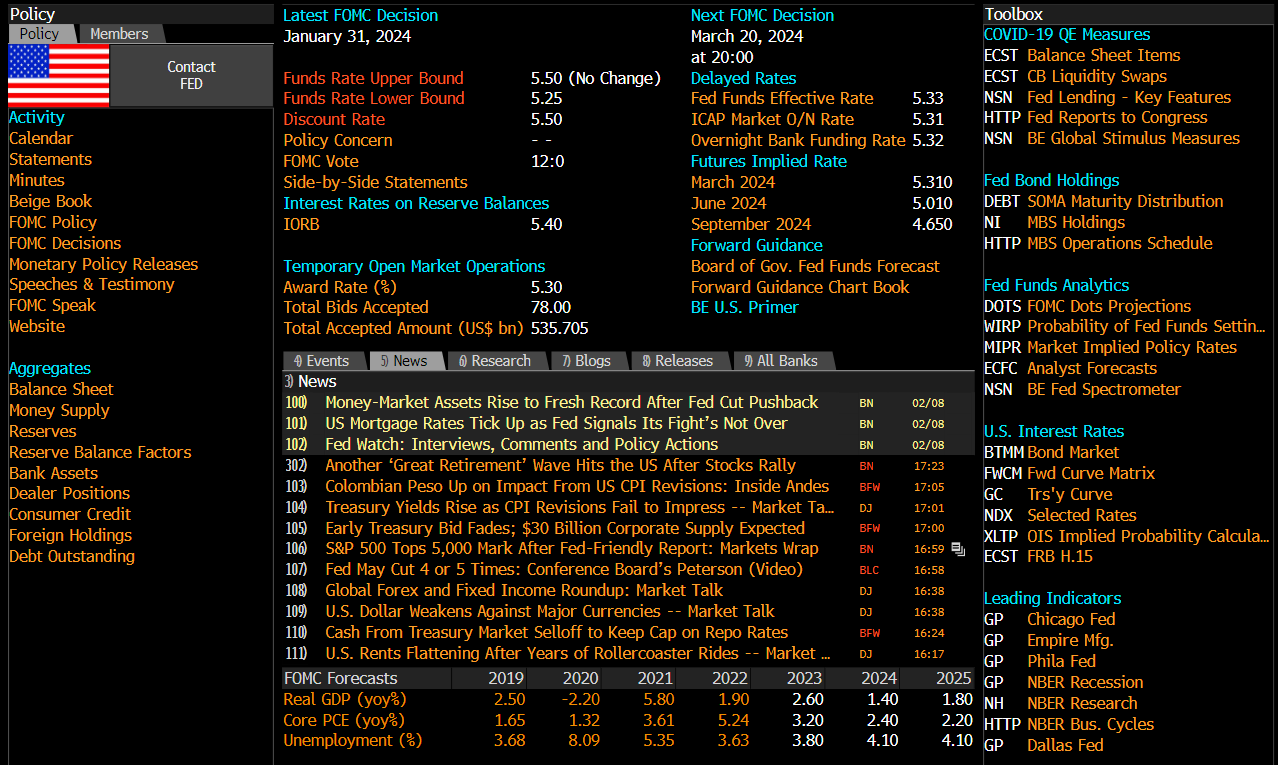 Policy
Policy Members
Contact
FED
Activity
Calendar
Statements
Minutes
Beige Book
FOMC Policy
FOMC Decisions
Monetary Policy Releases
Speeches & Testimony
FOMC Speak
Website
Aggregates
Balance Sheet
Money Supply
Reserves
Reserve Balance Factors
Bank Assets
Dealer Positions
Consumer Credit
Foreign Holdings
Debt Outstanding
Latest FOMC Decision
January 31, 2024
Funds Rate Upper Bound 5.50 (No Change)
Funds Rate Lower Bound 5.25
Discount Rate 5.50
Policy Concern - -
FOMC Vote 12:0
Side-by-Side Statements
Interest Rates on Reserve Balances
IORB 5.40
Temporary Open Market Operations
Award Rate (%) 5.30
Total Bids Accepted 78.00
Total Accepted Amount (US$ bn) 535.705
Next FOMC Decision
March 20, 2024
at 20:00
Delayed Rates
Fed Funds Effective Rate 5.33
ICAP Market O/N Rate 5.31
Overnight Bank Funding Rate 5.32
Futures Implied Rate
March 2024 5.310
June 2024 5.010
September 2024 4.650
Forward Guidance
Board of Gov. Fed Funds Forecast
Forward Guidance Chart Book
BE U.S. Primer
4) Events 5) News 6) Research 7) Blogs 8) Releases 9) All Banks
3) News
100) Money-Market Assets Rise to Fresh Record After Fed Cut Pushback BN 02/08
101) US Mortgage Rates Tick Up as Fed Signals Its Fight's Not Over BN 02/08
102) Fed Watch: Interviews, Comments and Policy Actions BN 02/08
302) Another ‘Great Retirement’ Wave Hits the US After Stocks Rally BN 17:23
103) Colombian Peso Up on Impact From US CPI Revisions: Inside Andes BFW 17:05
104) Treasury Yields Rise as CPI Revisions Fail to Impress -- Market Ta... DJ 17:01
105) Early Treasury Bid Fades; $30 Billion Corporate Supply Expected BFW 17:00
106) S&P 500 Tops 5,000 Mark After Fed-Friendly Report: Markets Wrap BN 16:59
107) Fed May Cut 4 or 5 Times: Conference Board's Peterson (Video) BLC 16:58
108) Global Forex and Fixed Income Roundup: Market Talk DJ 16:38
109) U.S. Dollar Weakens Against Major Currencies -- Market Talk DJ 16:38
110) Cash From Treasury Market Selloff to Keep Cap on Repo Rates BFW 16:24
111) U.S. Rents Flattening After Years of Rollercoaster Rides -- Market ... DJ 16:17
FOMC Forecasts 2019 2020 2021 2022 2023 2024 2025
Real GDP (yoy%) 2.50 -2.20 5.80 1.90 2.60 1.40 1.80
Core PCE (yoy%) 1.65 1.32 3.61 5.24 3.20 2.40 2.20
Unemployment (%) 3.68 8.09 5.35 3.63 3.80 4.10 4.10
Toolbox
COVID-19 QE Measures
ECST Balance Sheet Items
ECST CB Liquidity Swaps
NSN Fed Lending - Key Features
HTTP Fed Reports to Congress
NSN BE Global Stimulus Measures
Fed Bond Holdings
DEBT SOMA Maturity Distribution
NI MBS Holdings
HTTP MBS Operations Schedule
Fed Funds Analytics
DOTS FOMC Dots Projections
WIRP Probability of Fed Funds Settin...
MIPR Market Implied Policy Rates
ECFC Analyst Forecasts
NSN BE Fed Spectrometer
U.S. Interest Rates
BTMM Bond Market
FWCM Fwd Curve Matrix
GC Trs'y Curve
NDX Selected Rates
XLTP OIS Implied Probability Calcula...
ECST FRB H.15
Leading Indicators
GP Chicago Fed
GP Empire Mfg.
GP Phila Fed
GP NBER Recession
NH NBER Research
HTTP NBER Bus. Cycles
GP Dallas Fed